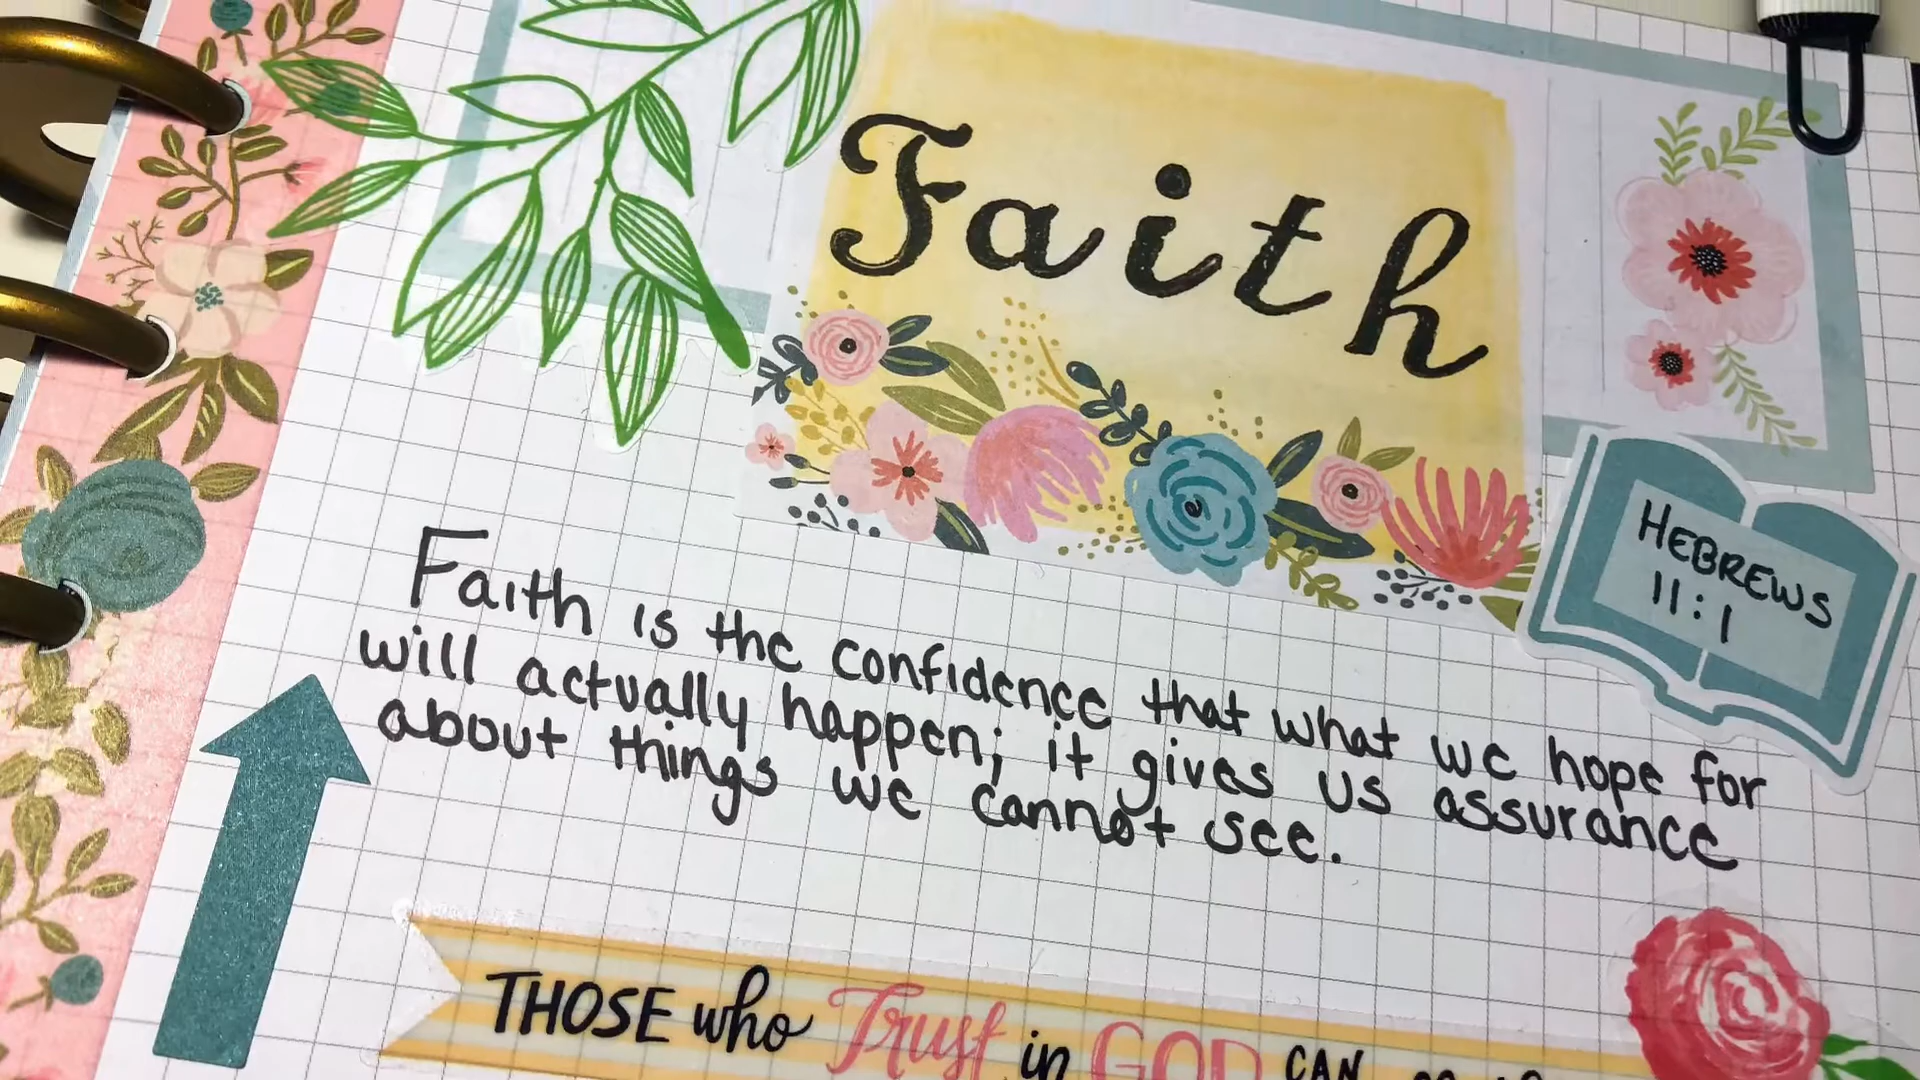 Faith
HEBREWS
11:1
Faith is the confidence that what we hope for
will actually happen; it gives us assurance
about things we cannot see.
THOSE who Trust in GOD CAN